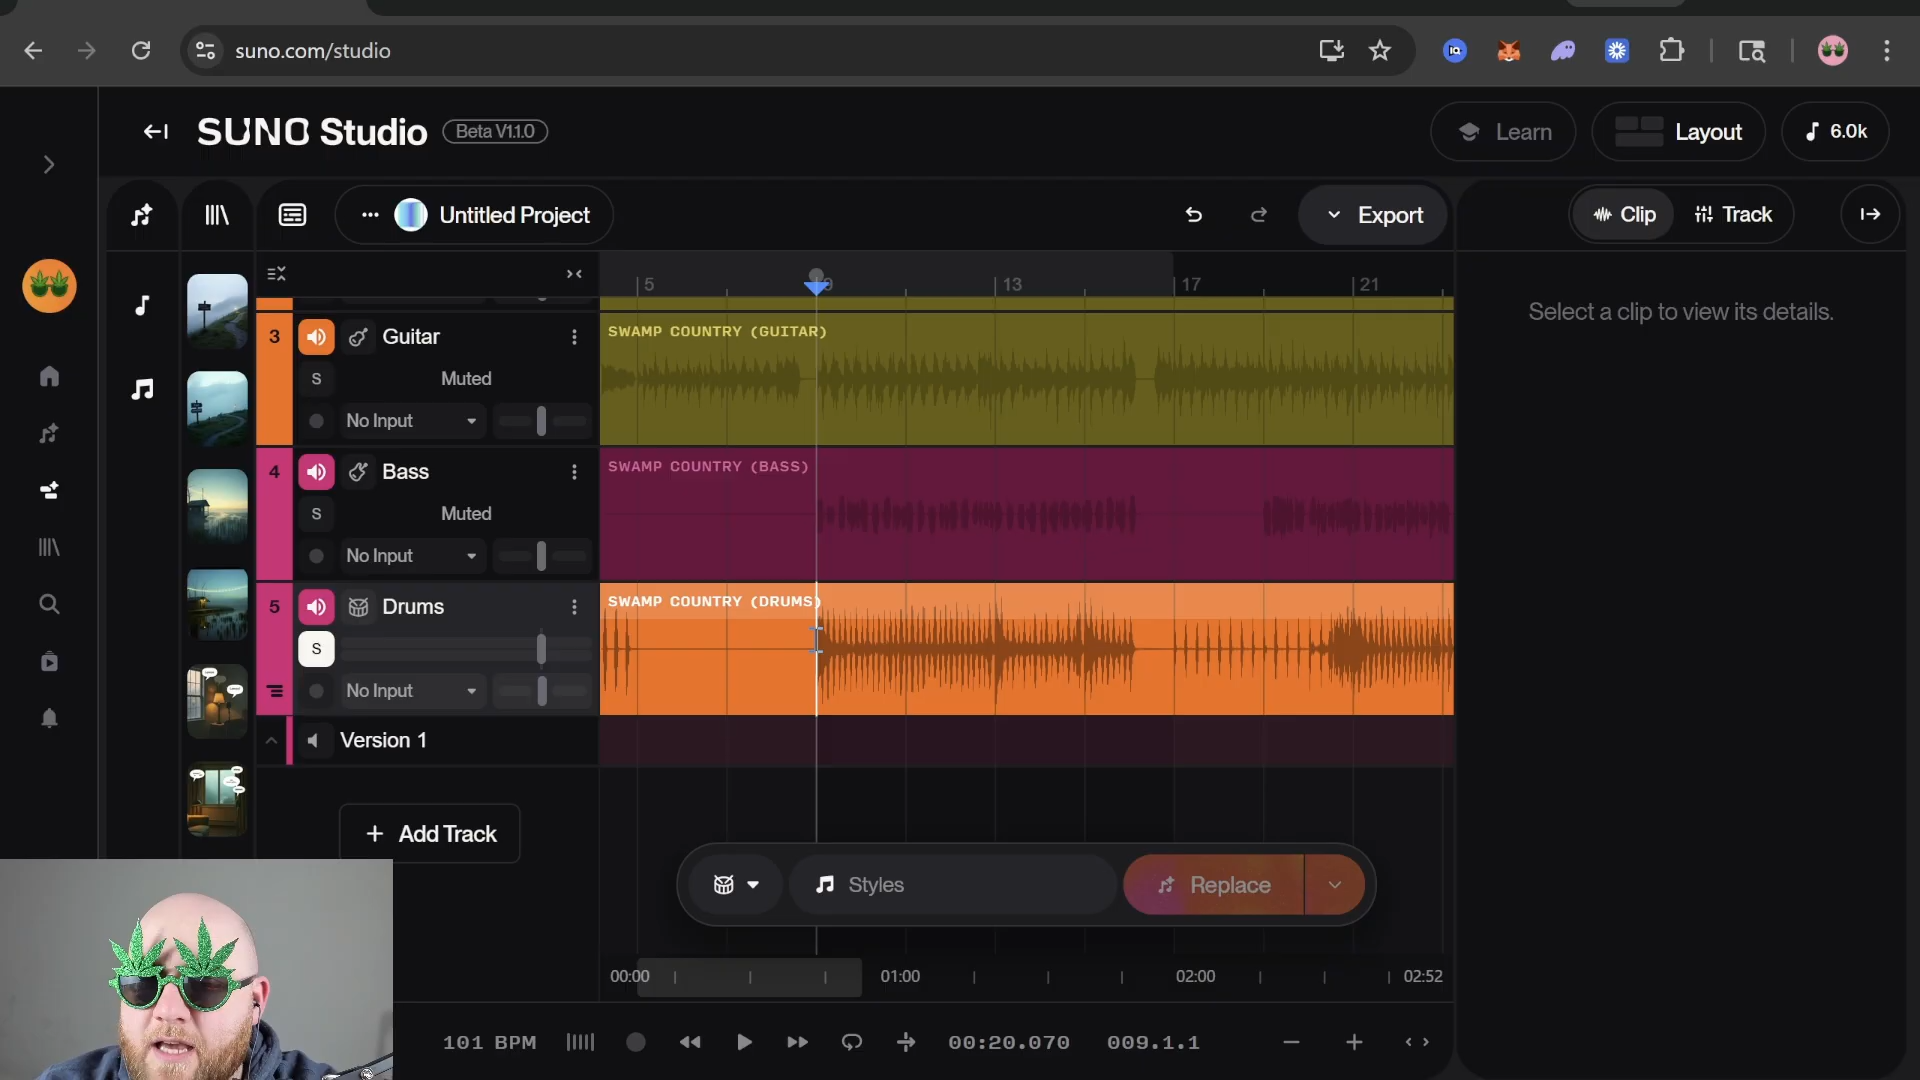 suno.com/studio
SUNO Studio
Beta V1.1.0
Learn
Layout
6.0k
Untitled Project
Export
Clip
Track
5
9
13
17
21
Select a clip to view its details.
3
Guitar
SWAMP COUNTRY (GUITAR)
S
Muted
No Input
4
Bass
SWAMP COUNTRY (BASS)
S
Muted
No Input
5
Drums
SWAMP COUNTRY (DRUMS)
S
No Input
Version 1
+ Add Track
Styles
Replace
00:00
01:00
02:00
02:52
101 BPM
00:20.070
009.1.1